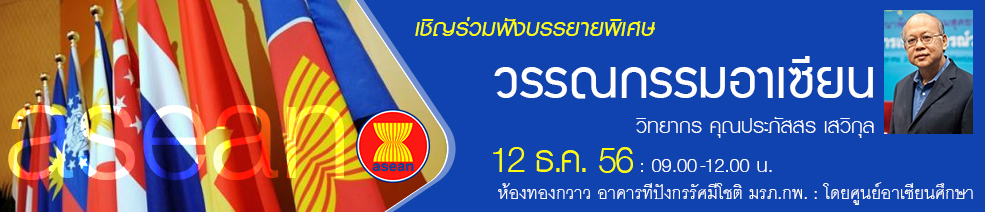 เชิญร่วมฟังบรรยายพิเศษ
วรรณกรรมอาเซียน
วิทยากร คุณประภัสสร เสวิกุล
12 ธ.ค. 56 : 09.00-12.00 น.
ห้องทองกวาว อาคารทีปังกรรัศมีโชติ มรภ.กพ. : โดยศูนย์อาเซียนศึกษา
asean
asean